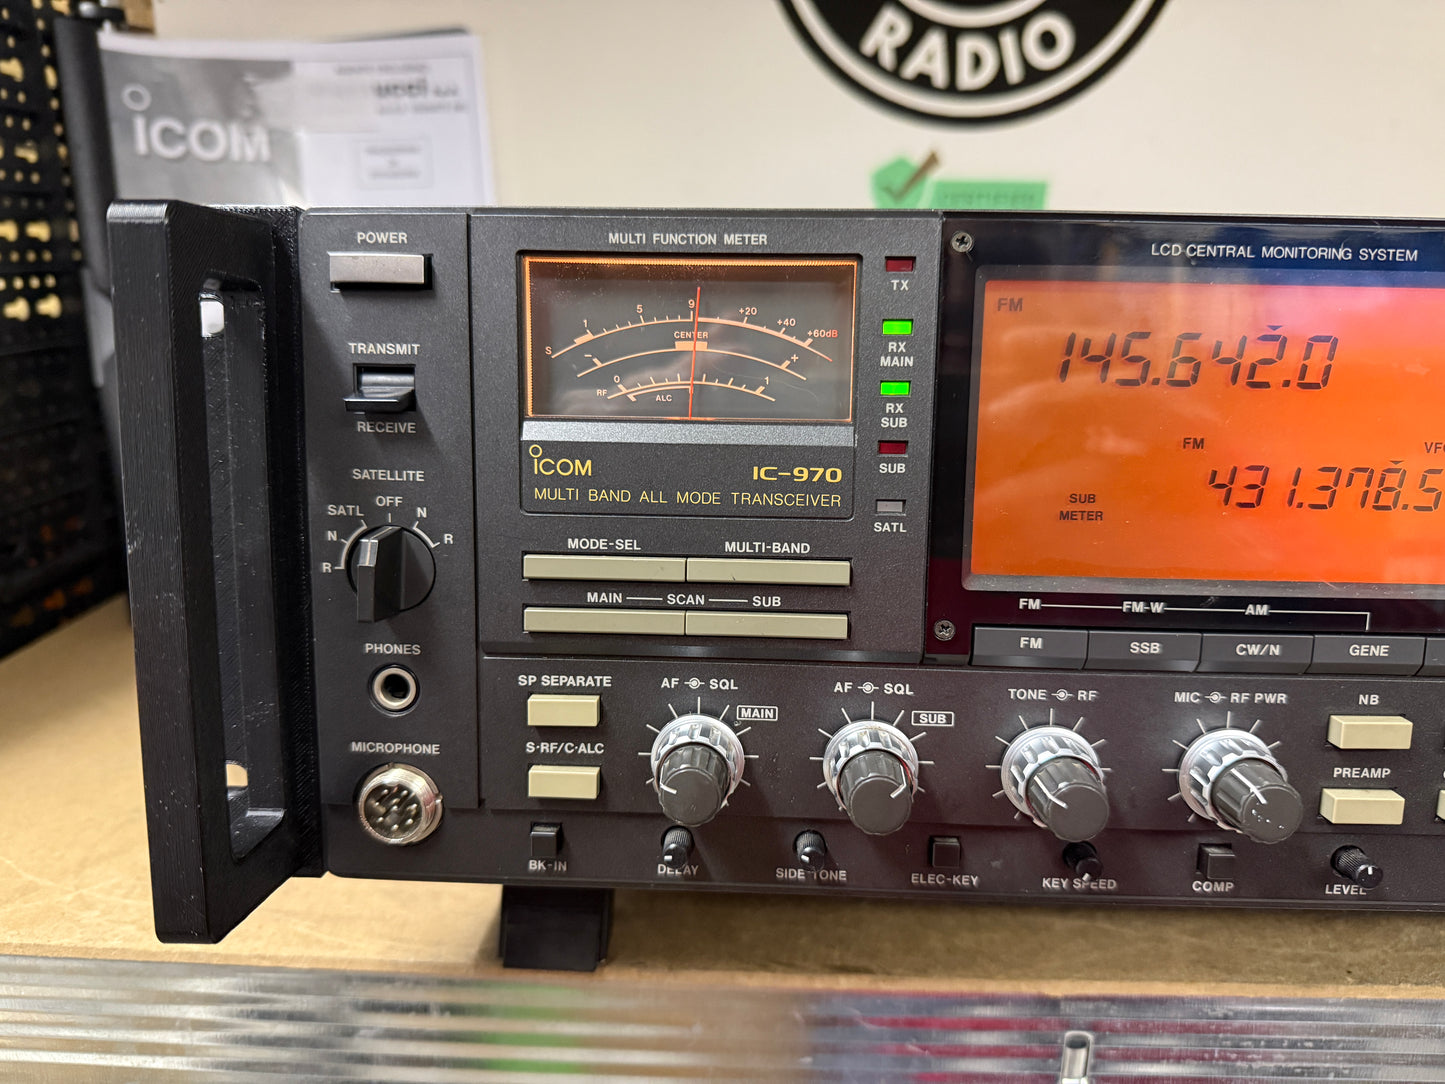 RADIO
ICOM
POWER
MULTI FUNCTION METER
TX
LCD CENTRAL MONITORING SYSTEM
S 1 5 9 +20 +40 +60dB
CENTER
- +
RF 0 1
ALC
RX
MAIN
RX
SUB
SUB
SATL
FM
145.642.0
FM VFO
431.378.5
SUB
METER
TRANSMIT
RECEIVE
ICOM IC-970
MULTI BAND ALL MODE TRANSCEIVER
SATELLITE
OFF
SATL N
N R
R
MODE-SEL MULTI-BAND
MAIN SCAN SUB
FM FM-W AM
FM SSB CW/N GENE
PHONES
SP SEPARATE
AF SQL MAIN
AF SQL SUB
TONE RF
MIC RF PWR
NB
MICROPHONE
S·RF/C·ALC
PREAMP
BK-IN
DELAY
SIDE TONE
ELEC-KEY
KEY SPEED
COMP
LEVEL